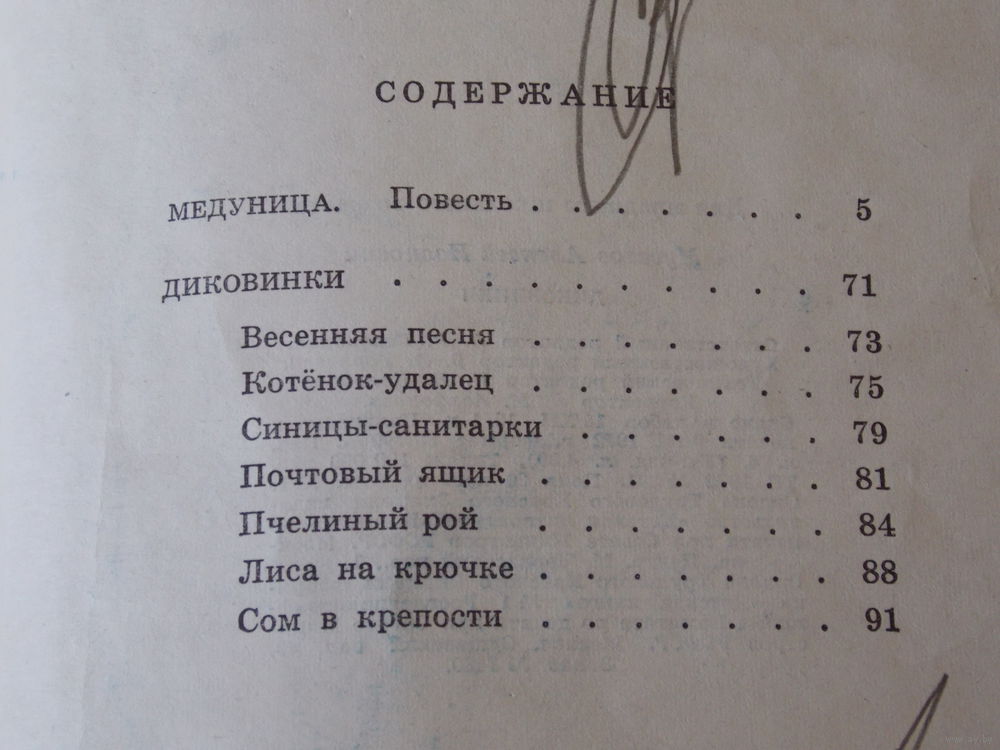 СОДЕРЖАНИЕ
МЕДУНИЦА. Повесть . . . . . . . 5
ДИКОВИНКИ . . . . . . . . . . . 71
Весенняя песня . . . . . . . 73
Котёнок-удалец . . . . . . . 75
Синицы-санитарки . . . . . . 79
Почтовый ящик . . . . . . . 81
Пчелиный рой . . . . . . . 84
Лиса на крючке . . . . . . . 88
Сом в крепости . . . . . . . 91